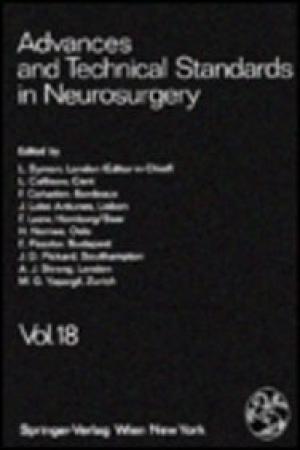 Advances
and Technical Standards
in Neurosurgery
Edited by
L. Symon, London (Editor-in-Chief)
L. Calliauw, Gent
F. Cohadon, Bordeaux
J. Lobo Antunes, Lisbon
F. Loew, Homburg/Saar
H. Nornes, Oslo
E. Pásztor, Budapest
J. D. Pickard, Southampton
A. J. Strong, London
M. G. Yaşargil, Zurich
Vol. 18
Springer-Verlag Wien New York